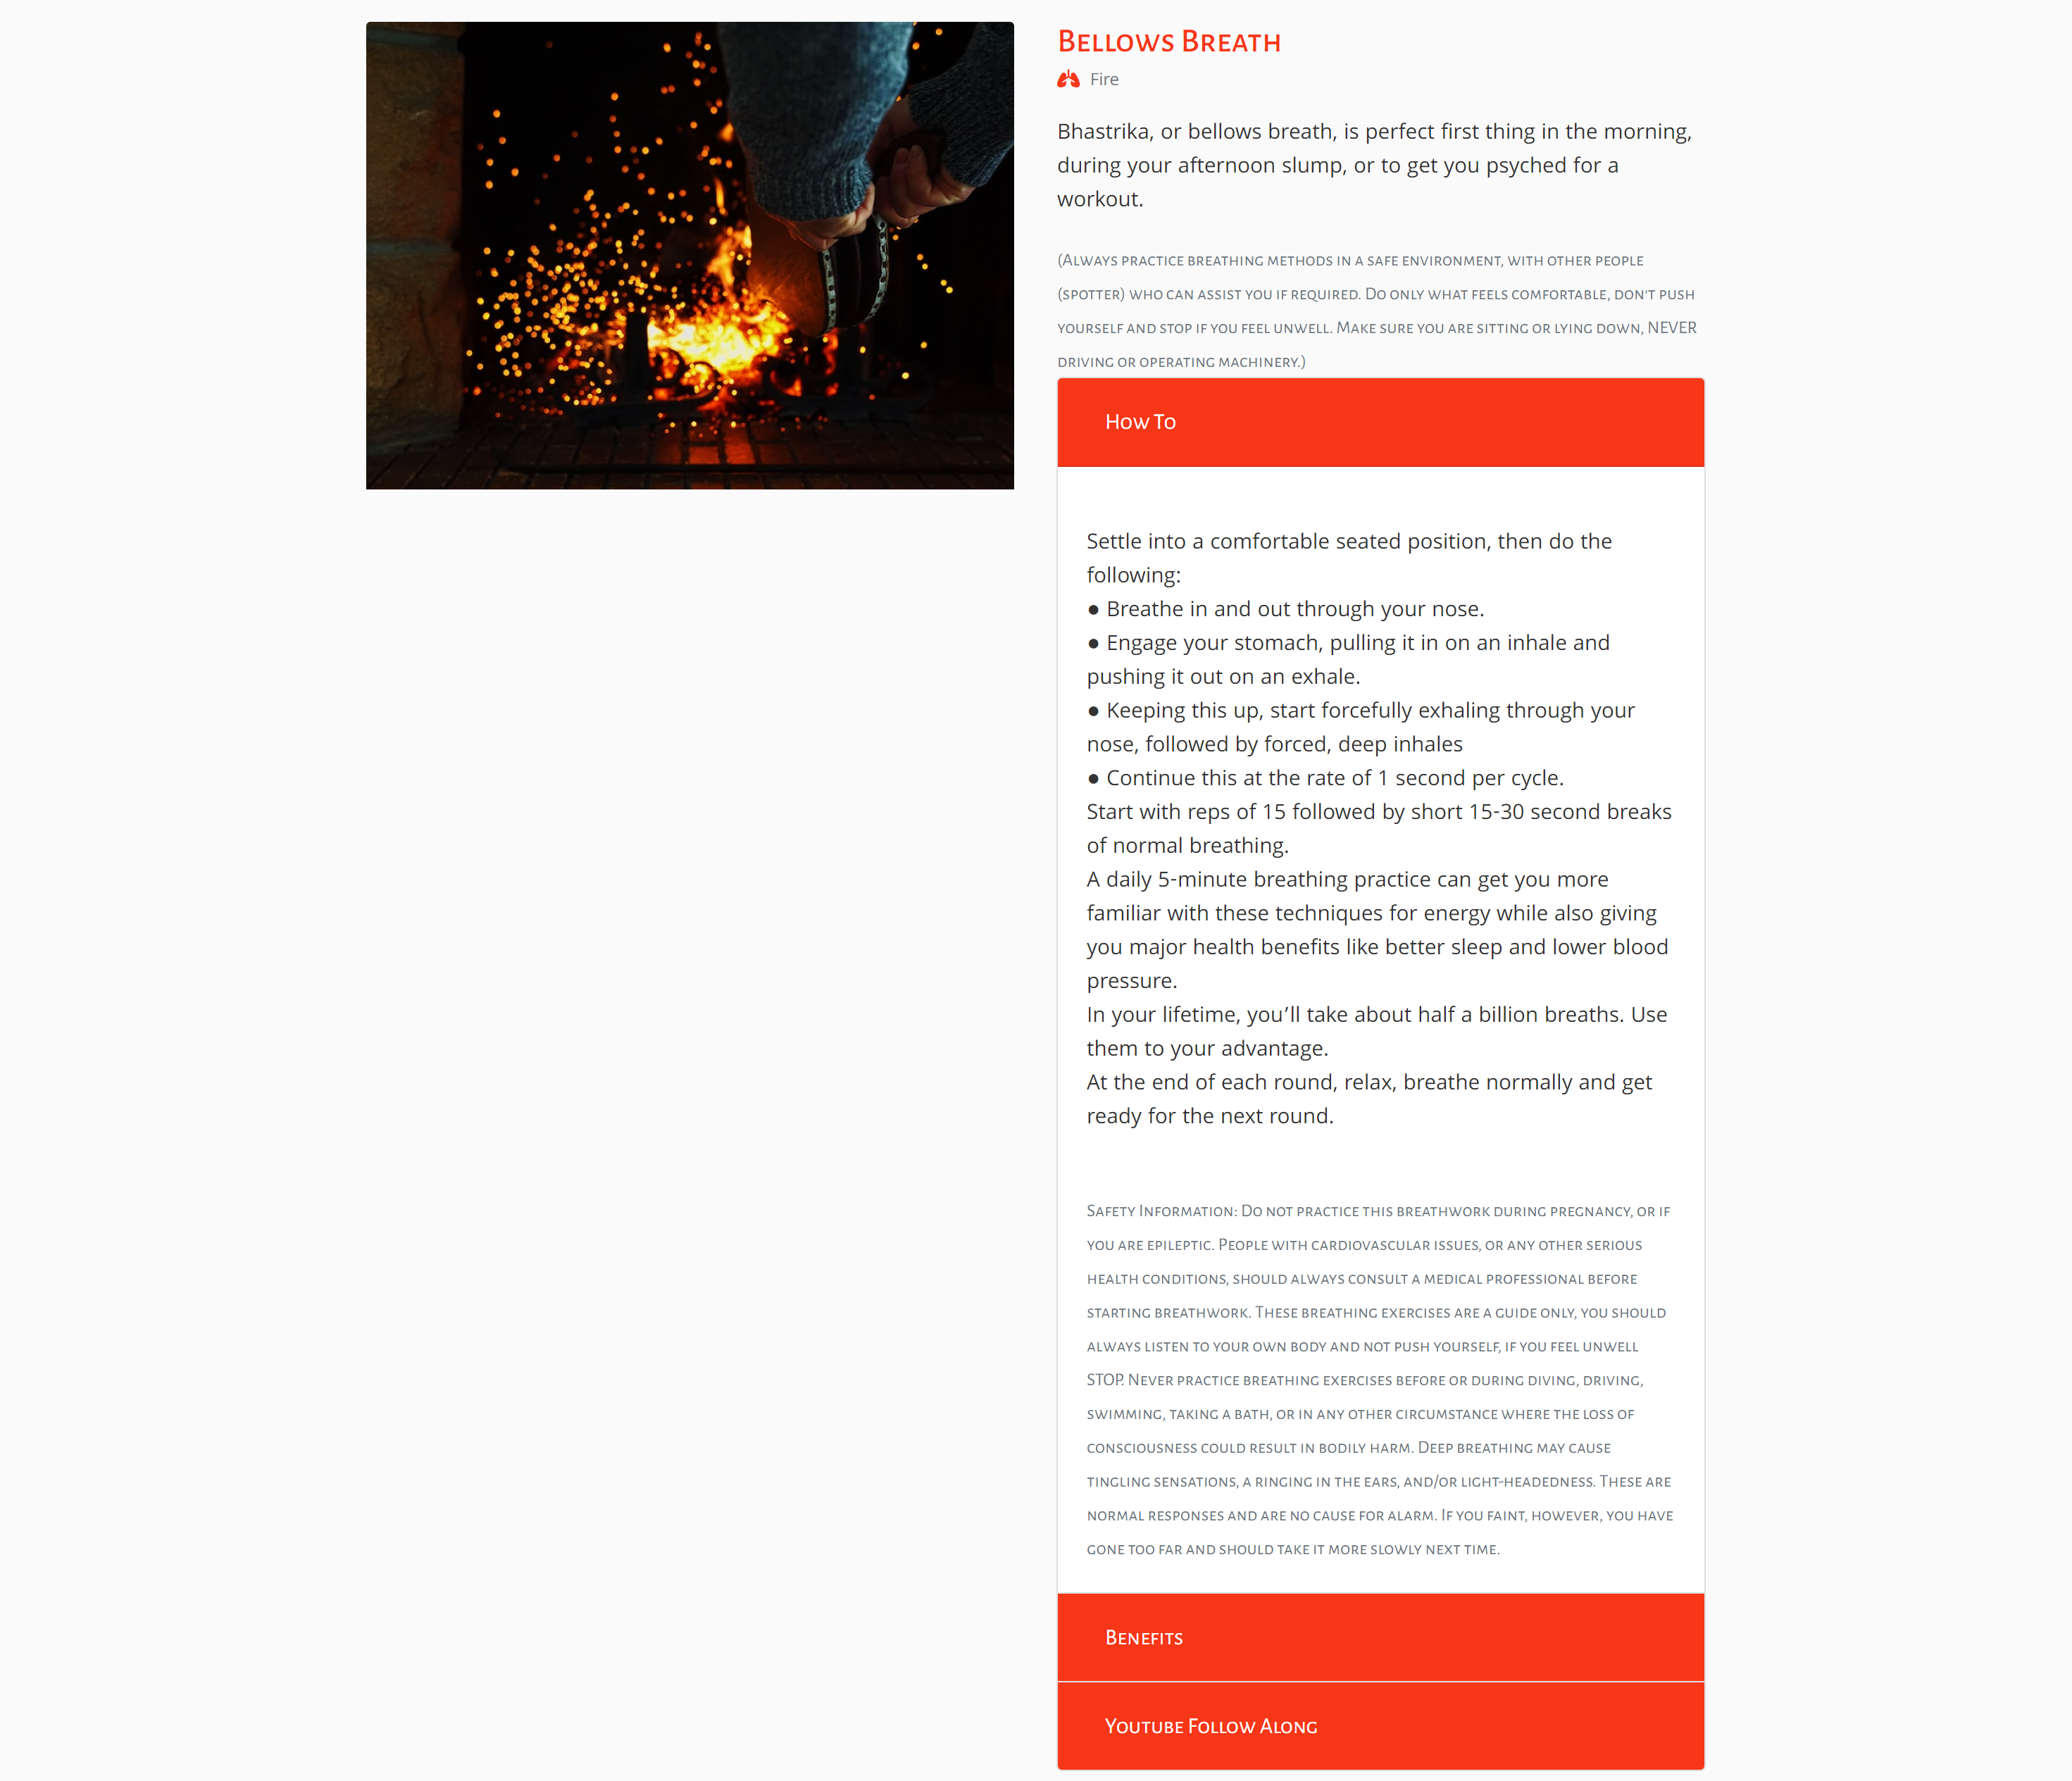 Bellows Breath
Fire
Bhastrika, or bellows breath, is perfect first thing in the morning,
during your afternoon slump, or to get you psyched for a
workout.
(Always practice breathing methods in a safe environment, with other people
(spotter) who can assist you if required. Do only what feels comfortable, don't push
yourself and stop if you feel unwell. Make sure you are sitting or lying down, NEVER
driving or operating machinery.)
How To
Settle into a comfortable seated position, then do the
following:
● Breathe in and out through your nose.
● Engage your stomach, pulling it in on an inhale and
pushing it out on an exhale.
● Keeping this up, start forcefully exhaling through your
nose, followed by forced, deep inhales
● Continue this at the rate of 1 second per cycle.
Start with reps of 15 followed by short 15-30 second breaks
of normal breathing.
A daily 5-minute breathing practice can get you more
familiar with these techniques for energy while also giving
you major health benefits like better sleep and lower blood
pressure.
In your lifetime, you’ll take about half a billion breaths. Use
them to your advantage.
At the end of each round, relax, breathe normally and get
ready for the next round.
Safety Information: Do not practice this breathwork during pregnancy, or if
you are epileptic. People with cardiovascular issues, or any other serious
health conditions, should always consult a medical professional before
starting breathwork. These breathing exercises are a guide only, you should
always listen to your own body and not push yourself, if you feel unwell
STOP. Never practice breathing exercises before or during diving, driving,
swimming, taking a bath, or in any other circumstance where the loss of
consciousness could result in bodily harm. Deep breathing may cause
tingling sensations, a ringing in the ears, and/or light-headedness. These are
normal responses and are no cause for alarm. If you faint, however, you have
gone too far and should take it more slowly next time.
Benefits
Youtube Follow Along